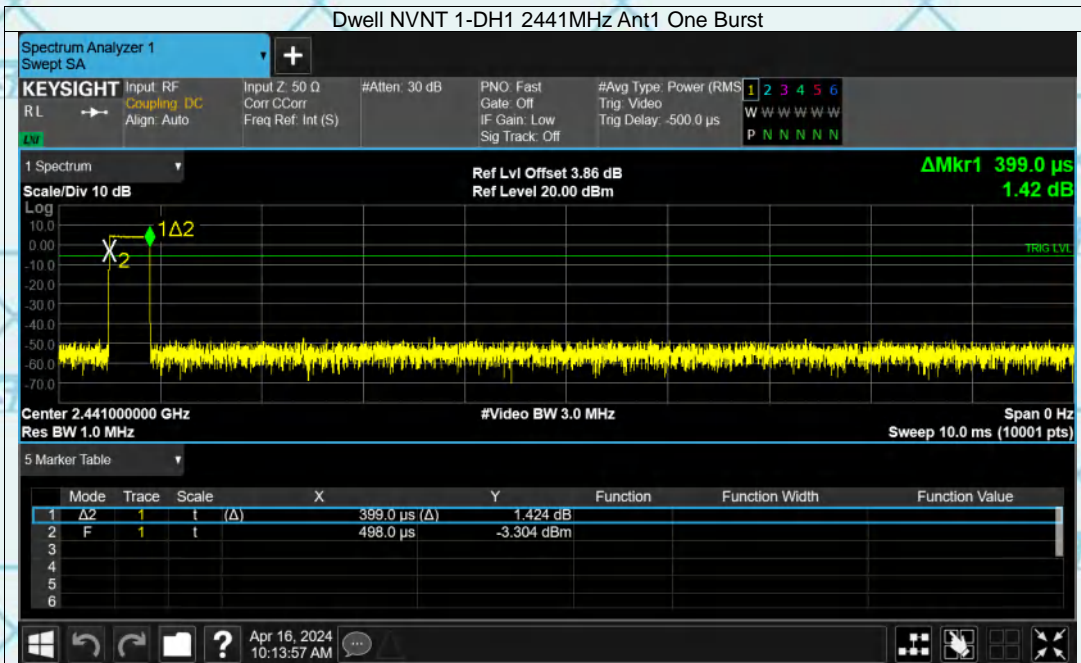 Dwell NVNT 1-DH1 2441MHz Ant1 One Burst
Spectrum Analyzer 1
Swept SA
KEYSIGHT
RL
LXI
Input: RF
Coupling: DC
Align: Auto
Input Z: 50 Ω
Corr CCorr
Freq Ref: Int (S)
#Atten: 30 dB
PNO: Fast
Gate: Off
IF Gain: Low
Sig Track: Off
#Avg Type: Power (RMS
Trig: Video
Trig Delay: -500.0 µs
1 2 3 4 5 6
W W W W W W
P N N N N N
1 Spectrum
Scale/Div 10 dB
Log
Ref Lvl Offset 3.86 dB
Ref Level 20.00 dBm
ΔMkr1 399.0 µs
1.42 dB
10.0
0.00
-10.0
-20.0
-30.0
-40.0
-50.0
-60.0
-70.0
1Δ2
X2
TRIG LVL
Center 2.441000000 GHz
Res BW 1.0 MHz
#Video BW 3.0 MHz
Span 0 Hz
Sweep 10.0 ms (10001 pts)
5 Marker Table
Mode Trace Scale X Y Function Function Width Function Value
1 Δ2 1 t (Δ) 399.0 µs (Δ) 1.424 dB
2 F 1 t 498.0 µs -3.304 dBm
3
4
5
6
Apr 16, 2024
10:13:57 AM